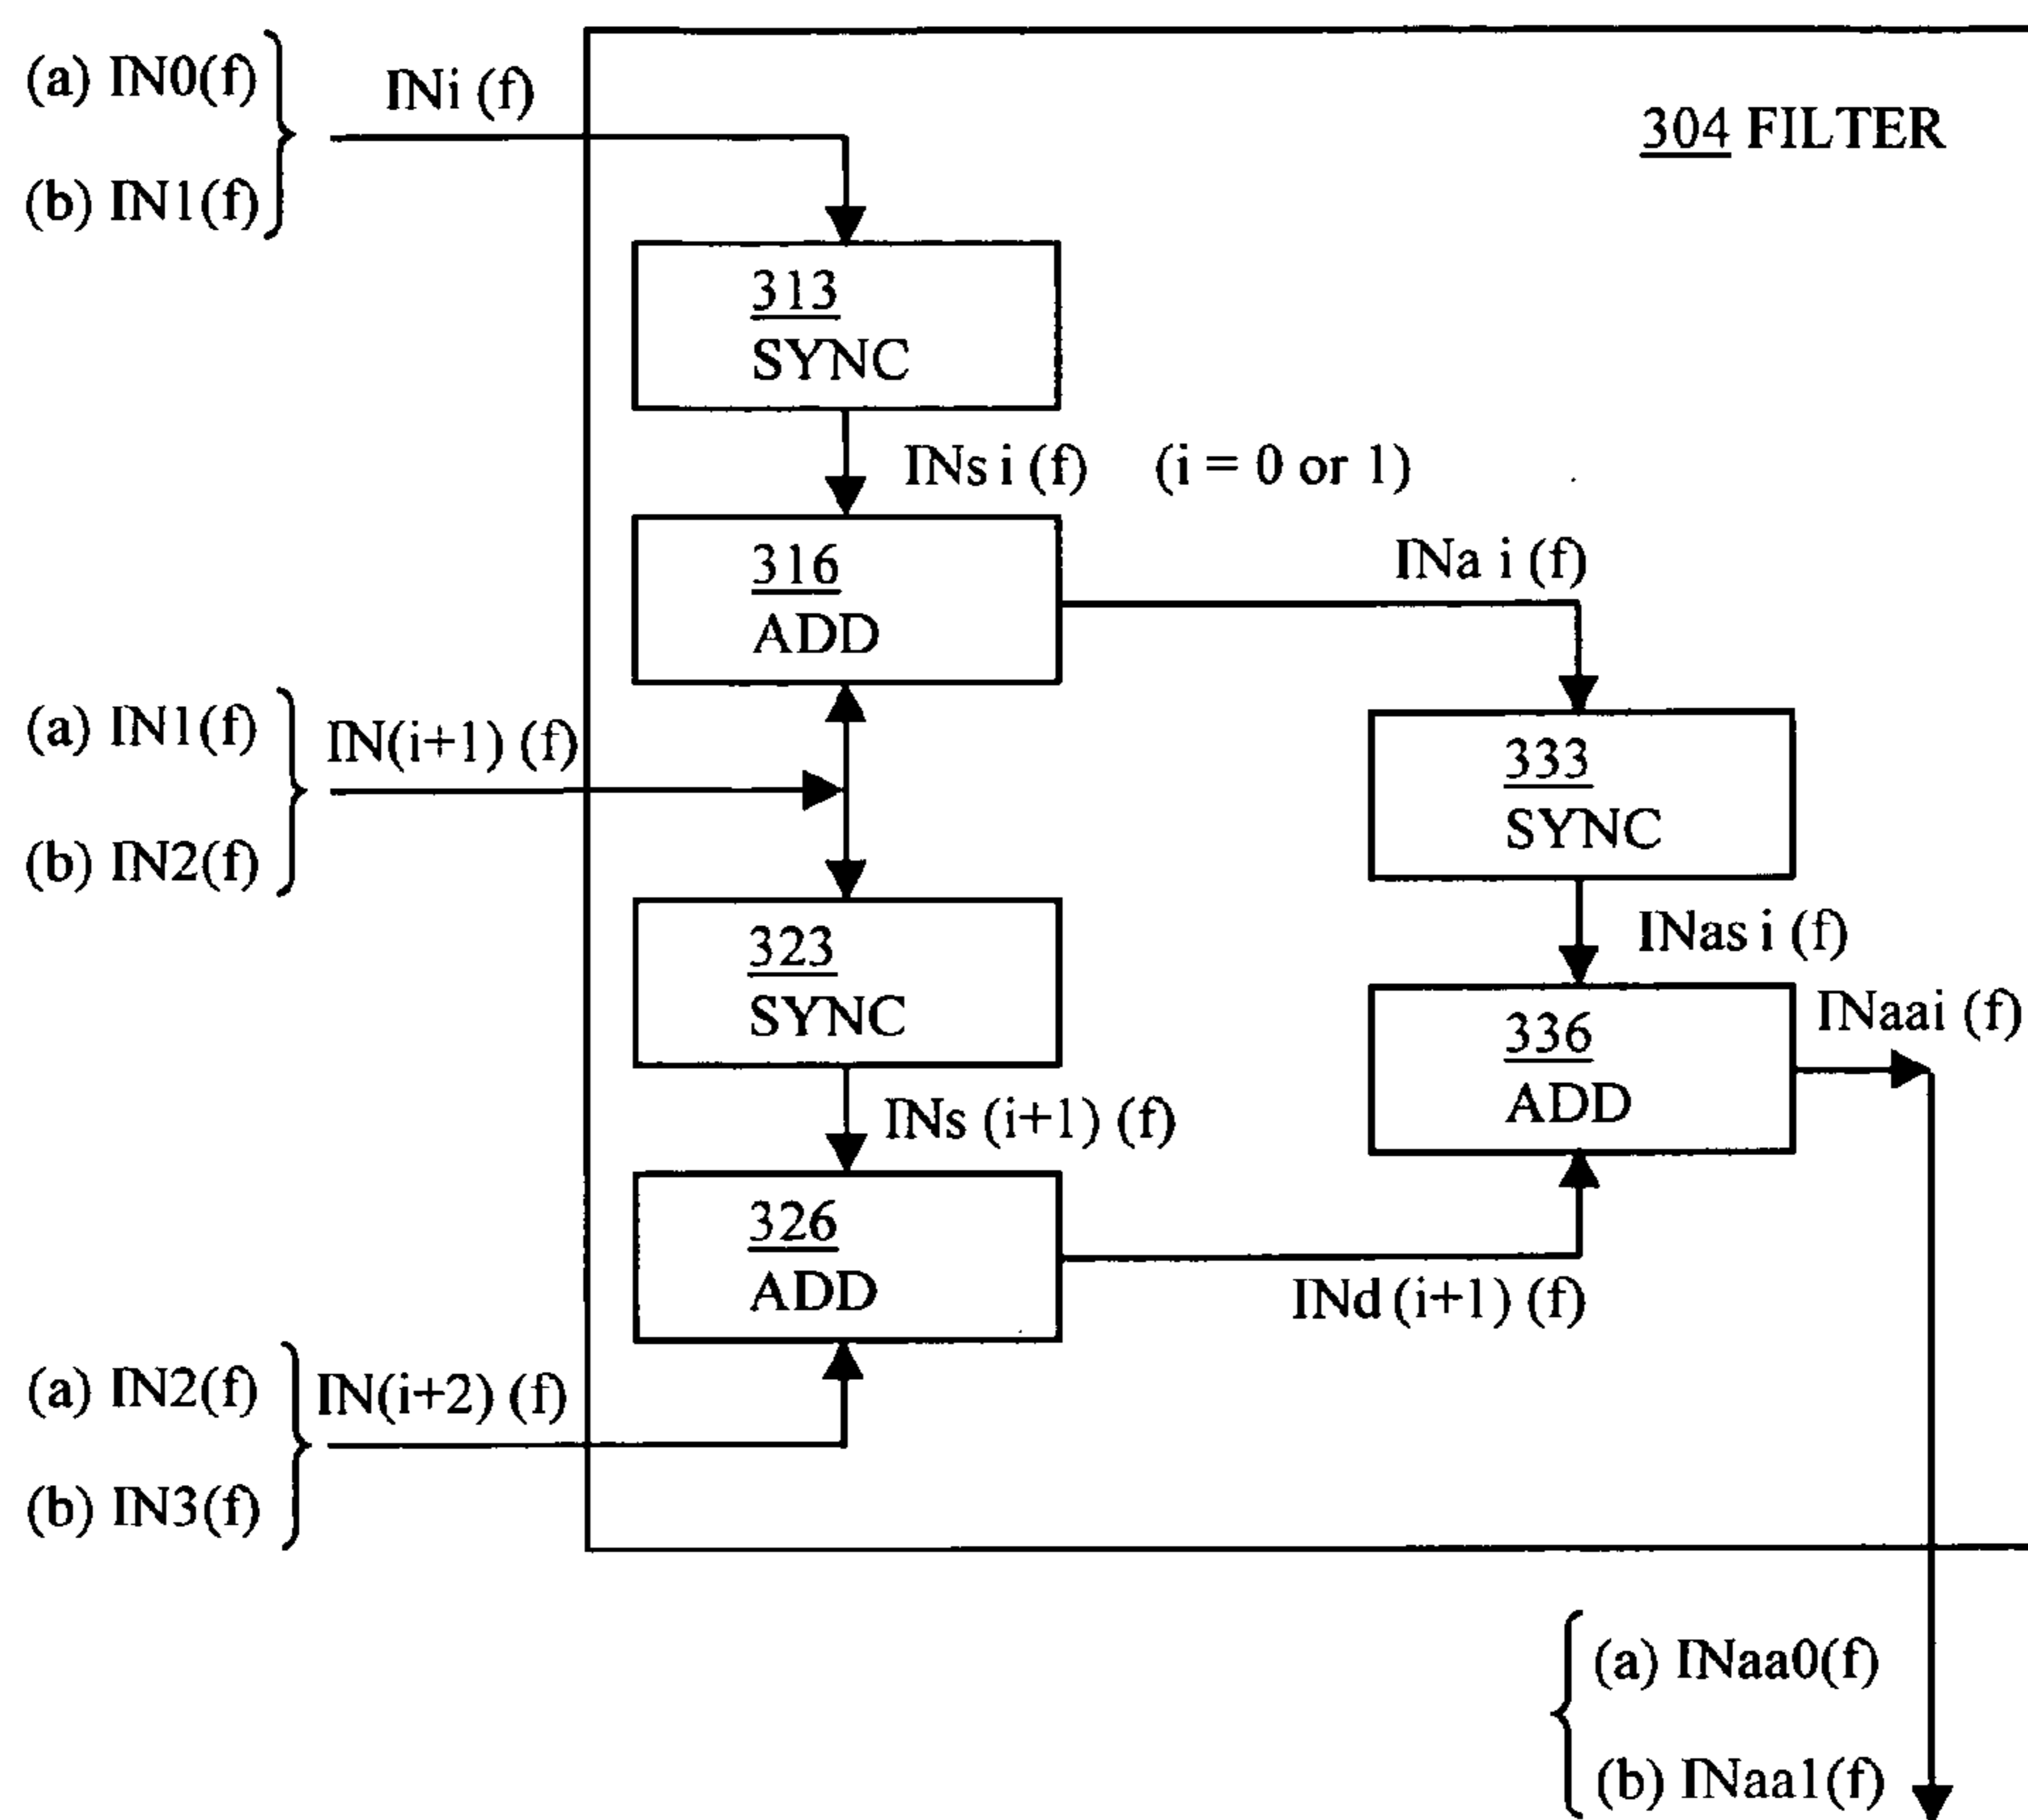 (a) IN0(f)
INi (f)
(b) IN1(f)
304 FILTER
313
SYNC
INs i (f) (i = 0 or 1)
316
ADD
INa i (f)
(a) IN1(f)
IN(i+1) (f)
(b) IN2(f)
333
SYNC
INas i (f)
323
SYNC
INs (i+1) (f)
336
ADD
INaai (f)
326
ADD
INd (i+1) (f)
(a) IN2(f)
IN(i+2) (f)
(b) IN3(f)
(a) INaa0(f)
(b) INaa1(f)